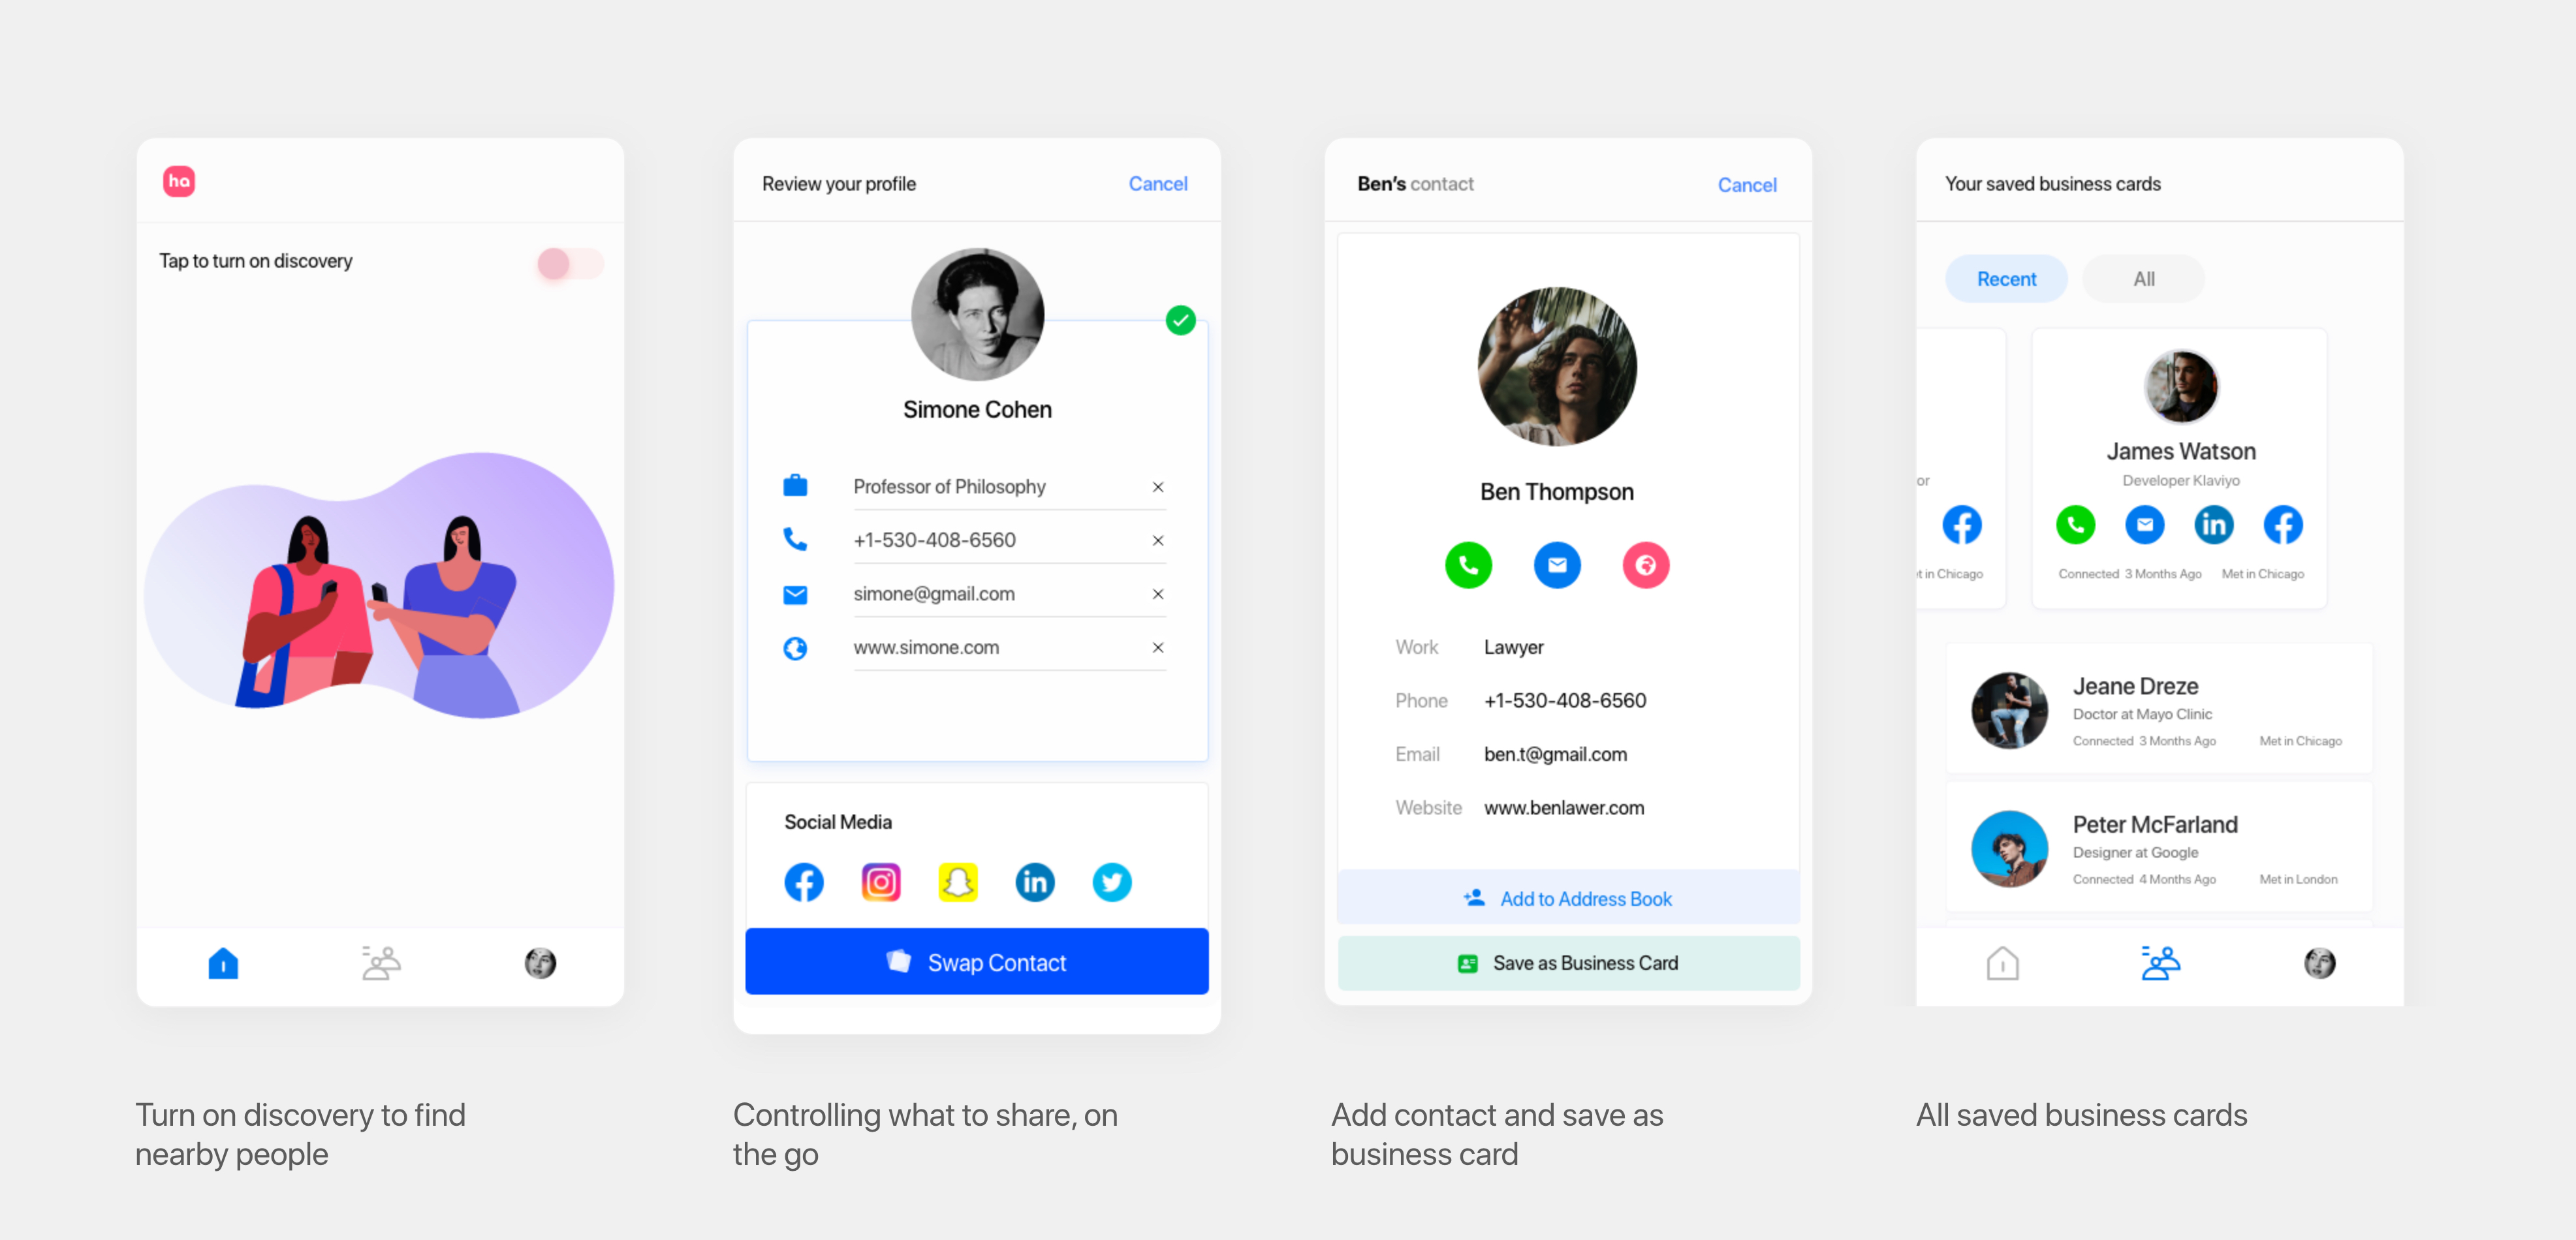 ha
Tap to turn on discovery
Turn on discovery to find
nearby people
Review your profile
Cancel
Simone Cohen
Professor of Philosophy
+1-530-408-6560
simone@gmail.com
www.simone.com
Social Media
in
Swap Contact
Controlling what to share, on
the go
Ben's contact
Cancel
Ben Thompson
Work Lawyer
Phone +1-530-408-6560
Email ben.t@gmail.com
Website www.benlawer.com
Add to Address Book
Save as Business Card
Add contact and save as
business card
Your saved business cards
Recent
All
or
t in Chicago
James Watson
Developer Klaviyo
in
Connected 3 Months Ago Met in Chicago
Jeane Dreze
Doctor at Mayo Clinic
Connected 3 Months Ago Met in Chicago
Peter McFarland
Designer at Google
Connected 4 Months Ago Met in London
All saved business cards